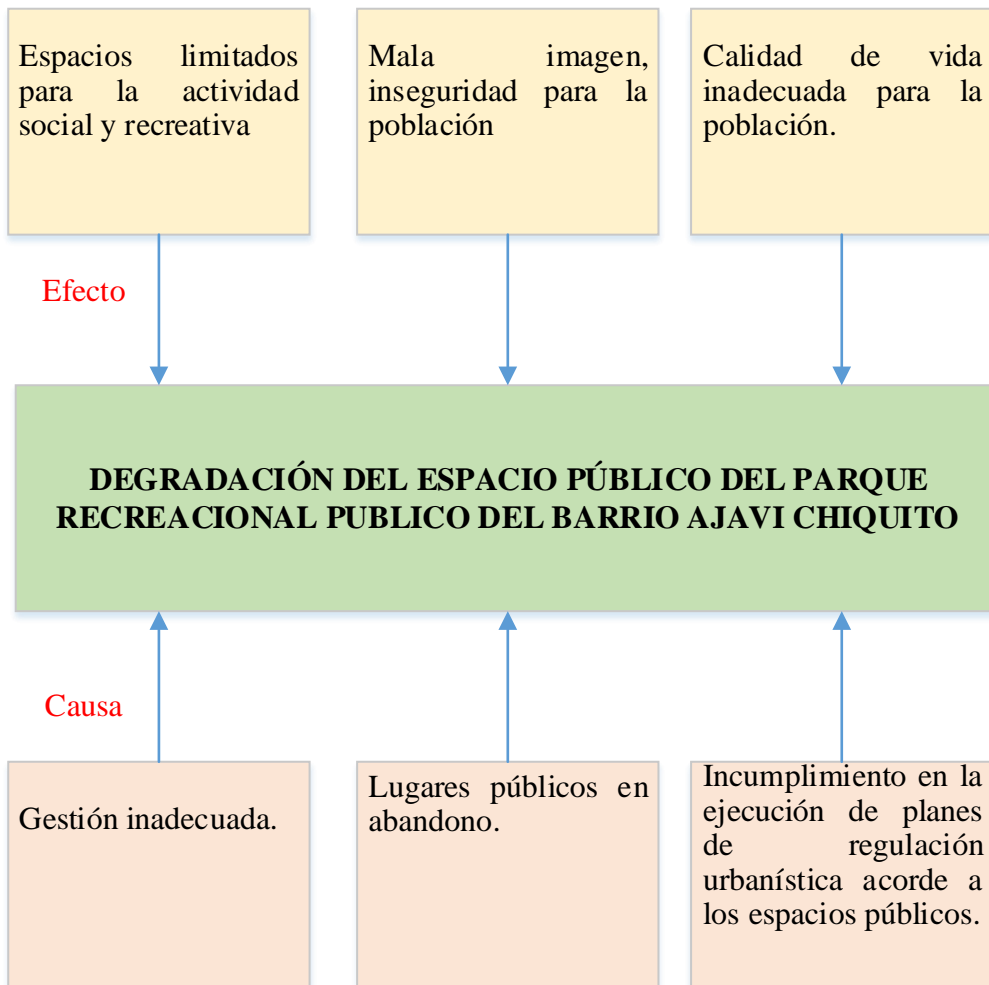 Espacios limitados
para la actividad
social y recreativa
Mala imagen,
inseguridad para la
población
Calidad de vida
inadecuada para la
población.
Efecto
DEGRADACIÓN DEL ESPACIO PÚBLICO DEL PARQUE
RECREACIONAL PUBLICO DEL BARRIO AJAVI CHIQUITO
Causa
Gestión inadecuada.
Lugares públicos en
abandono.
Incumplimiento en la
ejecución de planes
de regulación
urbanística acorde a
los espacios públicos.